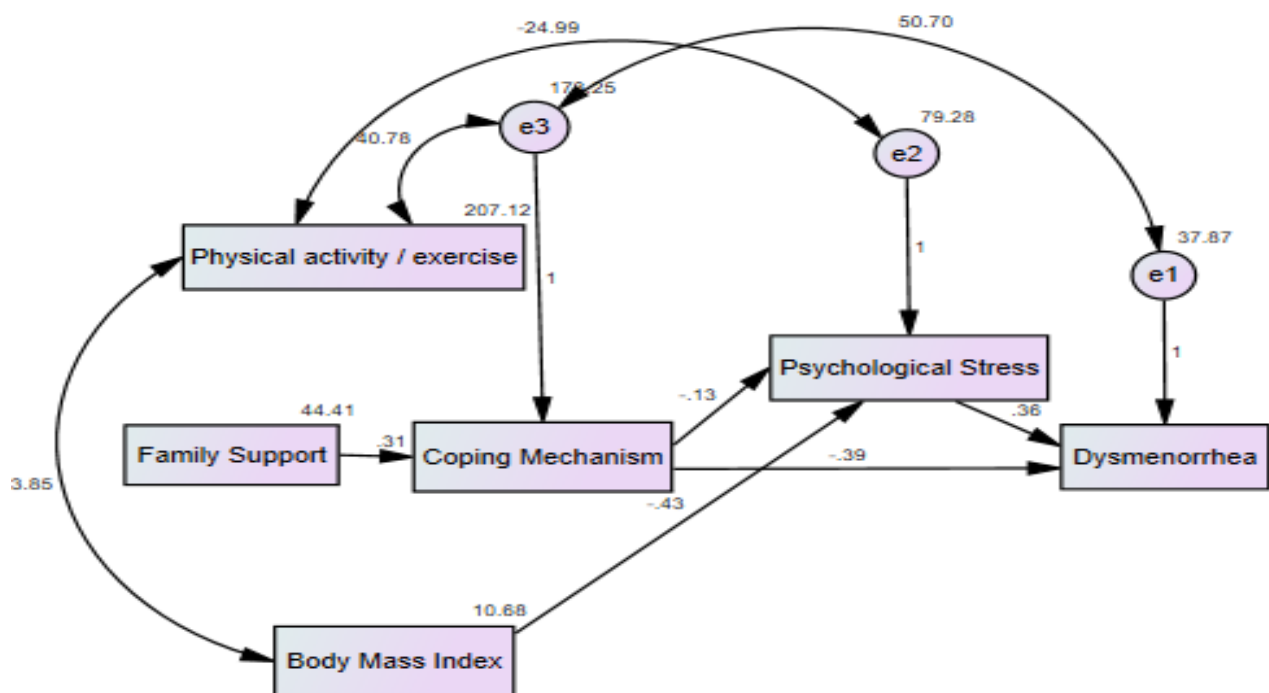 -24.99
50.70
e3
79.28
40.78
e2
207.12
Physical activity / exercise
37.87
1
1
e1
Psychological Stress
1
44.41
-.13
.36
Family Support
.31
Coping Mechanism
-.39
Dysmenorrhea
3.85
-.43
10.68
Body Mass Index